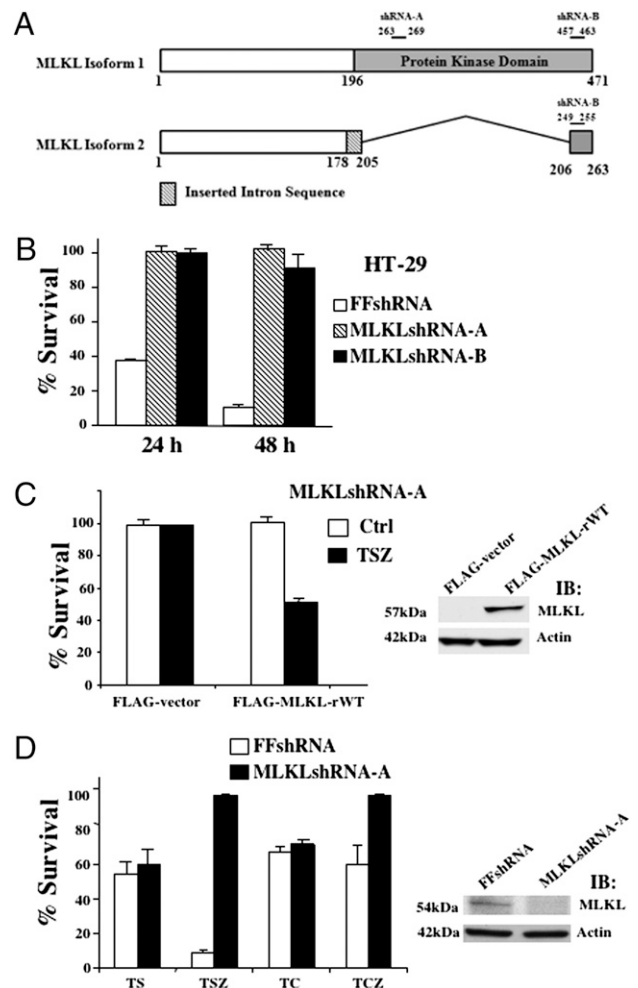 A
shRNA-A
263 269
shRNA-B
457 463
MLKL Isoform 1
Protein Kinase Domain
1
196
471
shRNA-B
249 255
MLKL Isoform 2
1
178 205
206 263
Inserted Intron Sequence
B
% Survival
100
80
60
40
20
0
24 h
48 h
HT-29
FFshRNA
MLKLshRNA-A
MLKLshRNA-B
C
MLKLshRNA-A
Ctrl
TSZ
% Survival
100
80
60
40
20
0
FLAG-vector
FLAG-MLKL-rWT
FLAG-vector
FLAG-MLKL-rWT
IB:
57kDa
MLKL
42kDa
Actin
D
FFshRNA
MLKLshRNA-A
% Survival
100
80
60
40
20
0
TS
TSZ
TC
TCZ
FFshRNA
MLKLshRNA-A
IB:
54kDa
MLKL
42kDa
Actin